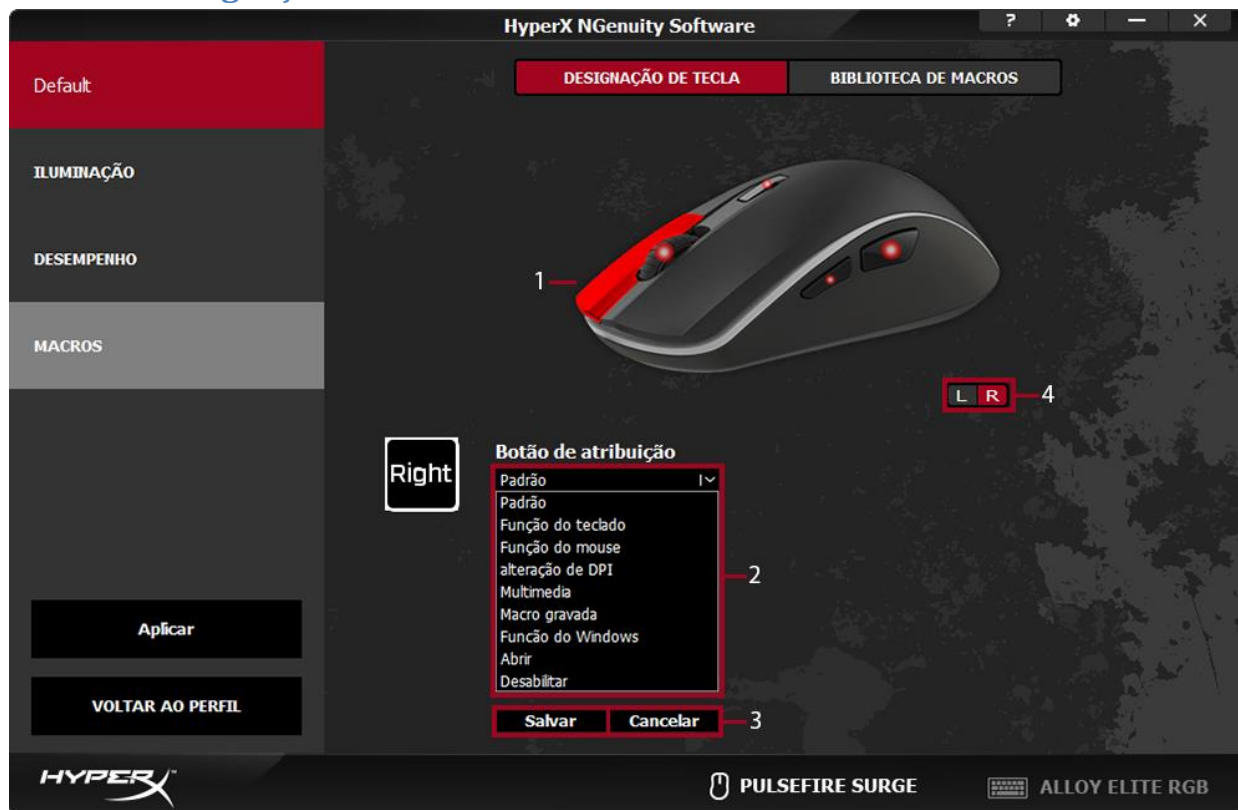 HyperX NGenuity Software
?
Default
DESIGNAÇÃO DE TECLA
BIBLIOTECA DE MACROS
ILUMINAÇÃO
DESEMPENHO
MACROS
1
L R
4
Right
Botão de atribuição
Padrão
Padrão
Função do teclado
Função do mouse
alteração de DPI
Multimedia
Macro gravada
Funcão do Windows
Abrir
Desabilitar
2
Salvar Cancelar
3
Aplicar
VOLTAR AO PERFIL
HYPERX
PULSEFIRE SURGE
ALLOY ELITE RGB